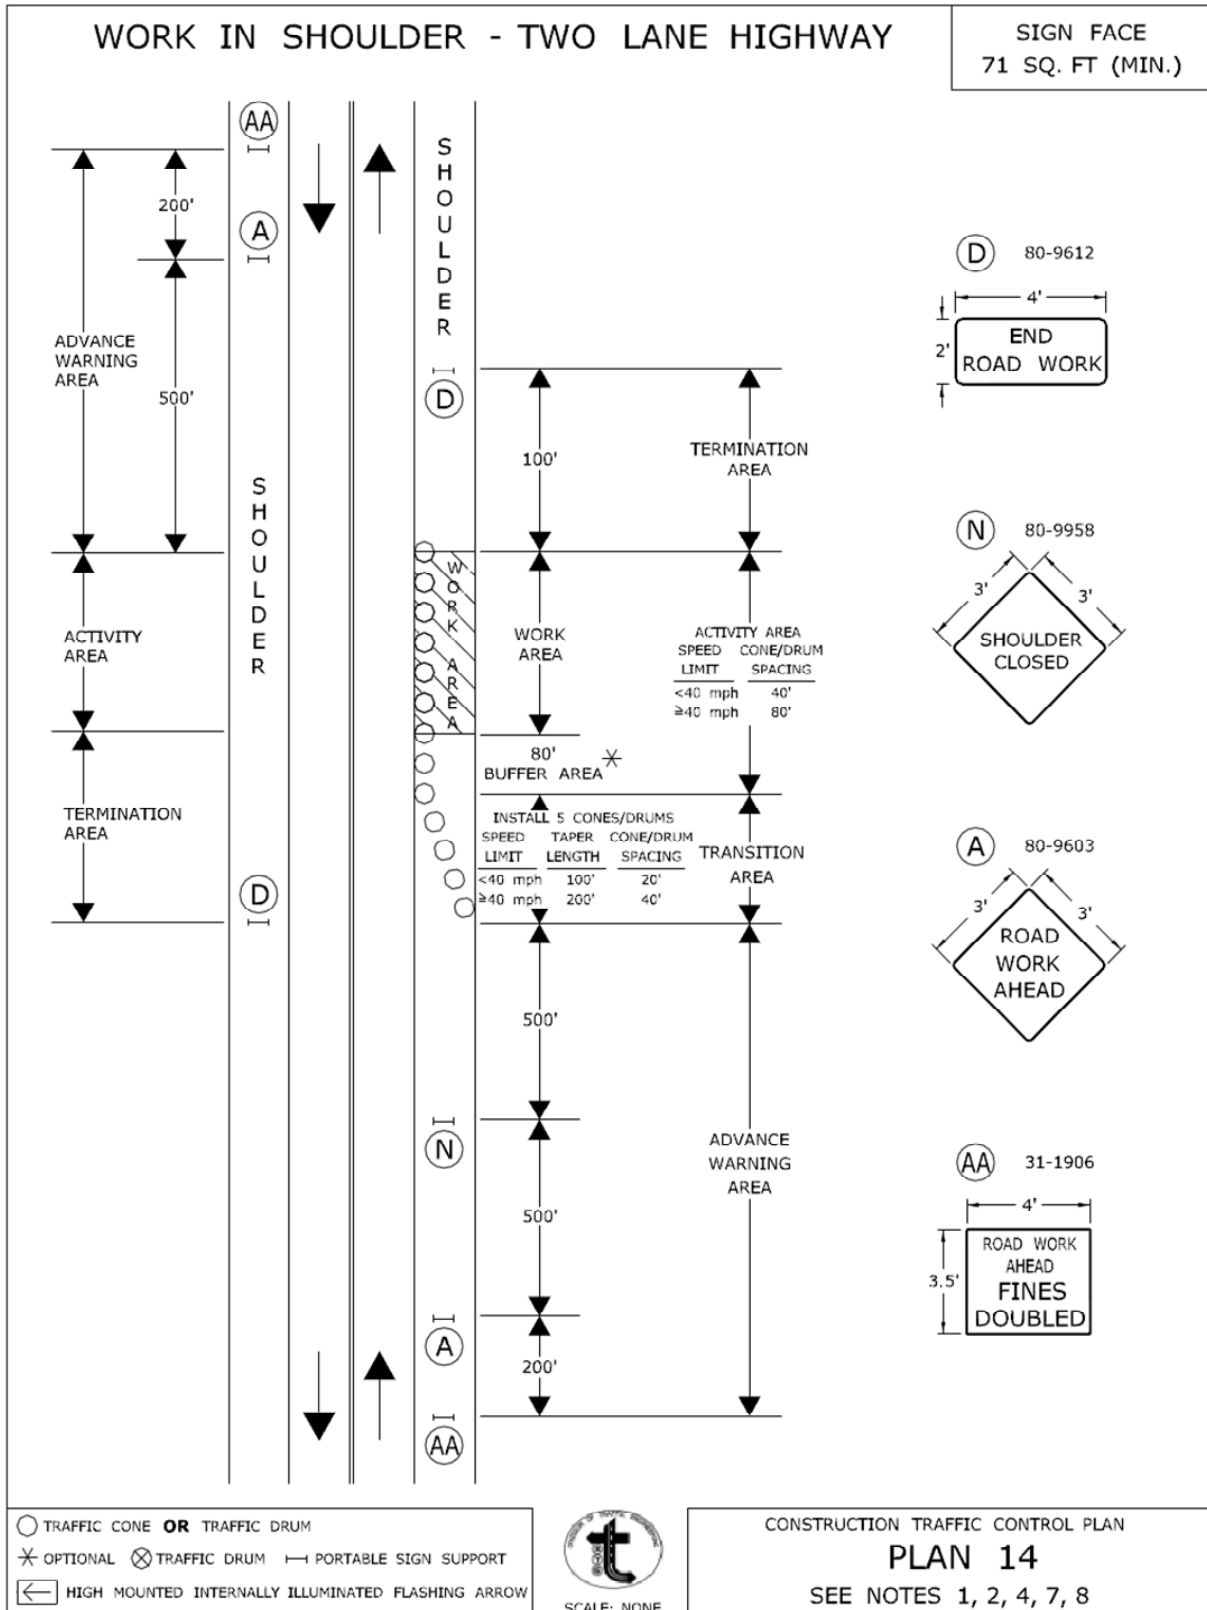 WORK IN SHOULDER - TWO LANE HIGHWAY
SIGN FACE
71 SQ. FT (MIN.)
AA
200'
A
ADVANCE
WARNING
AREA
500'
SHOULDER
ACTIVITY
AREA
TERMINATION
AREA
D
SHOULDER
D
100'
TERMINATION
AREA
WORK AREA
WORK
AREA
ACTIVITY AREA
SPEED CONE/DRUM
LIMIT SPACING
<40 mph 40'
≥40 mph 80'
80'
BUFFER AREA *
INSTALL 5 CONES/DRUMS
SPEED TAPER CONE/DRUM
LIMIT LENGTH SPACING
<40 mph 100' 20'
≥40 mph 200' 40'
TRANSITION
AREA
500'
N
500'
ADVANCE
WARNING
AREA
A
200'
AA
D 80-9612
4'
2'
END
ROAD WORK
N 80-9958
3' 3'
SHOULDER
CLOSED
A 80-9603
3' 3'
ROAD
WORK
AHEAD
AA 31-1906
4'
3.5'
ROAD WORK
AHEAD
FINES
DOUBLED
TRAFFIC CONE OR TRAFFIC DRUM
* OPTIONAL TRAFFIC DRUM PORTABLE SIGN SUPPORT
HIGH MOUNTED INTERNALLY ILLUMINATED FLASHING ARROW
DIVISION OF TRAFFIC ENGINEERING
t
SCALE: NONE
CONSTRUCTION TRAFFIC CONTROL PLAN
PLAN 14
SEE NOTES 1, 2, 4, 7, 8